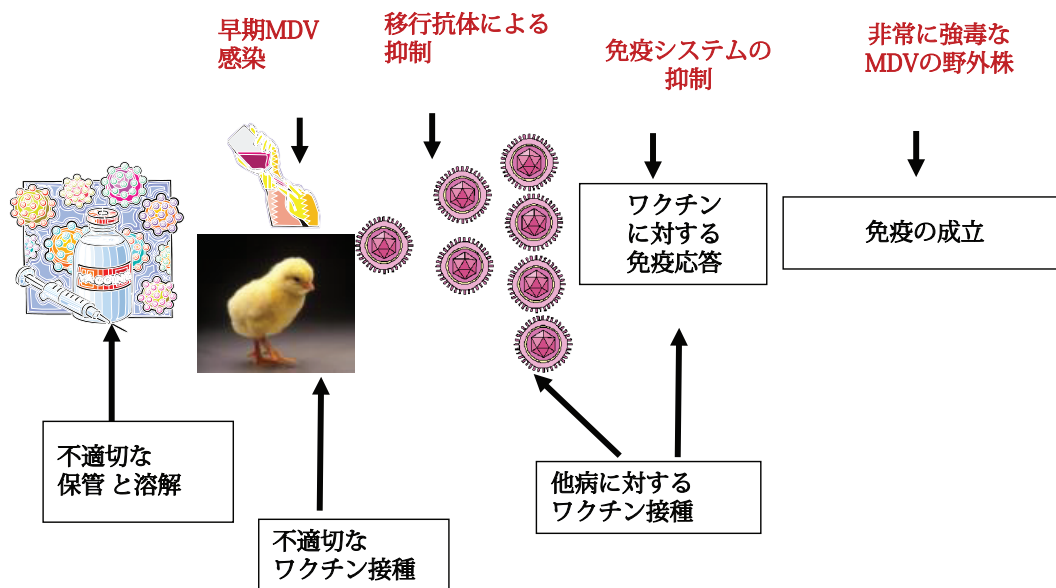 早期MDV
感染
移行抗体による
抑制
免疫システムの
抑制
非常に強毒な
MDVの野外株
ワクチン
に対する
免疫応答
免疫の成立
不適切な
保管 と溶解
不適切な
ワクチン接種
他病に対する
ワクチン接種